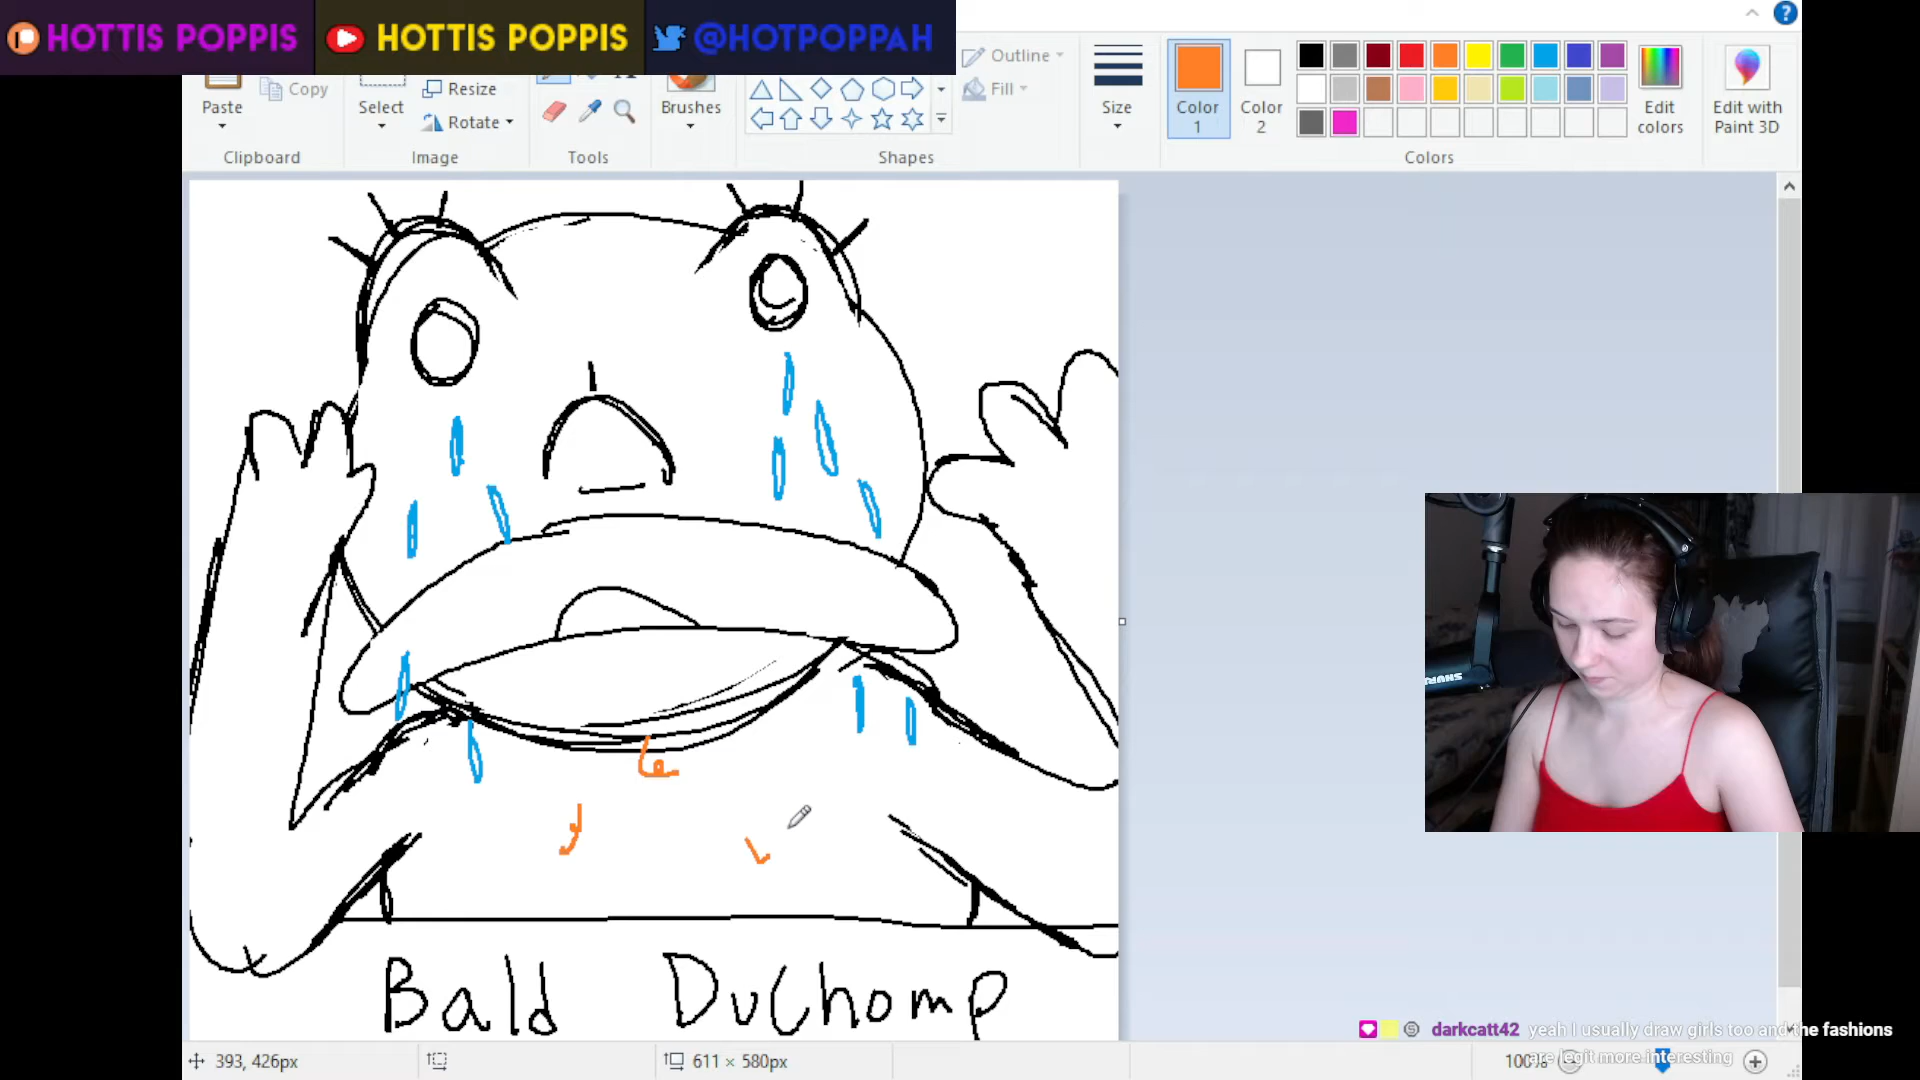 HOTTIS POPPIS HOTTIS POPPIS @HOTPOPPAH
Outline
Fill
Copy
Resize
Rotate
Paste
Select
Brushes
Size
Color 1
Color 2
Edit colors
Edit with Paint 3D
Clipboard
Image
Tools
Shapes
Colors
SHURE
Bald DuChomp
darkcatt42 yeah I usually draw girls too and the fashions
are legit more interesting
393, 426px
611 × 580px
100%